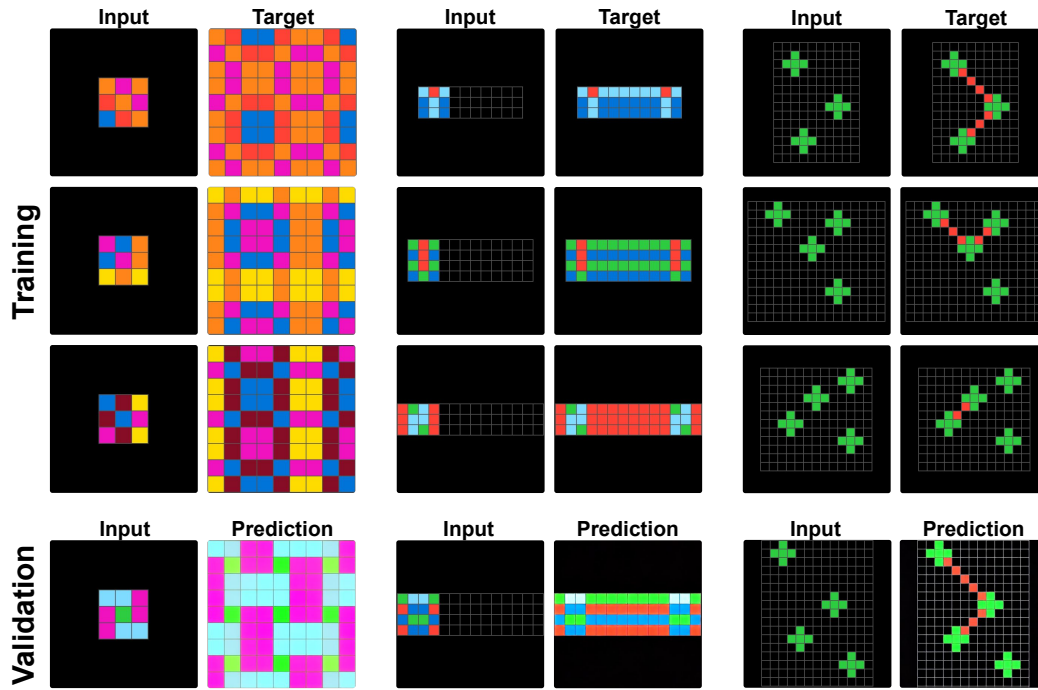 Input Target Input Target Input Target
Training
Input Prediction Input Prediction Input Prediction
Validation